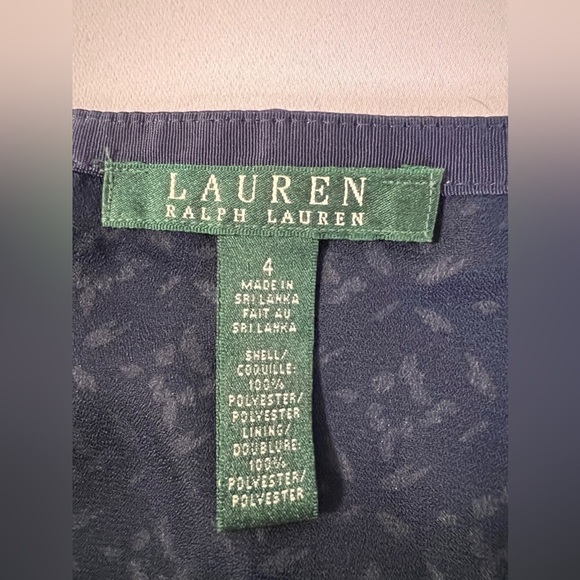 LAUREN
RALPH LAUREN
4
MADE IN
SRI LANKA
FAIT AU
SRI LANKA
SHELL/
COQUILLE:
100%
POLYESTER/
POLYESTER
LINING/
DOUBLURE:
100%
POLYESTER/
POLYESTER